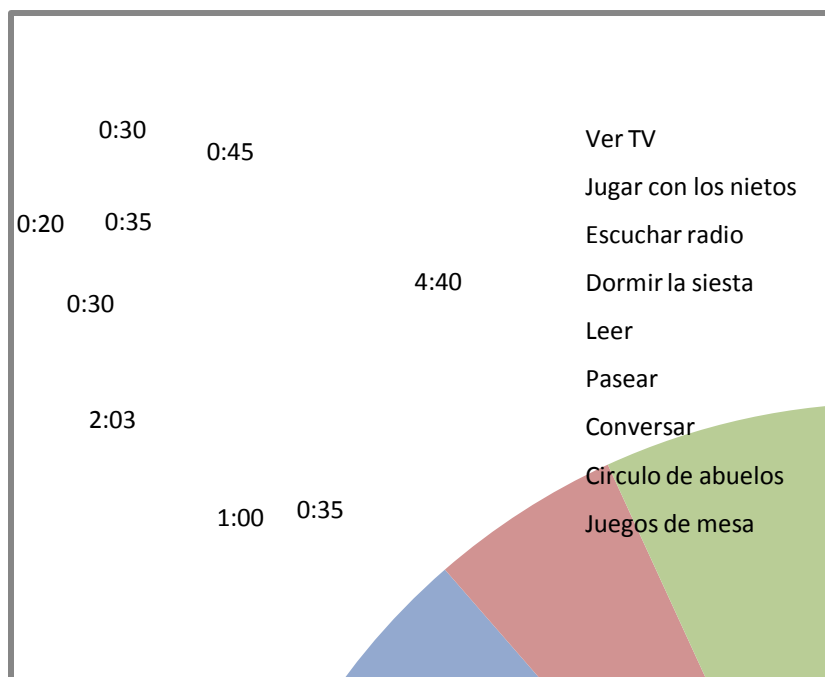 0:30
0:45
0:20
0:35
0:30
4:40
2:03
1:00
0:35
Ver TV
Jugar con los nietos
Escuchar radio
Dormir la siesta
Leer
Pasear
Conversar
Circulo de abuelos
Juegos de mesa